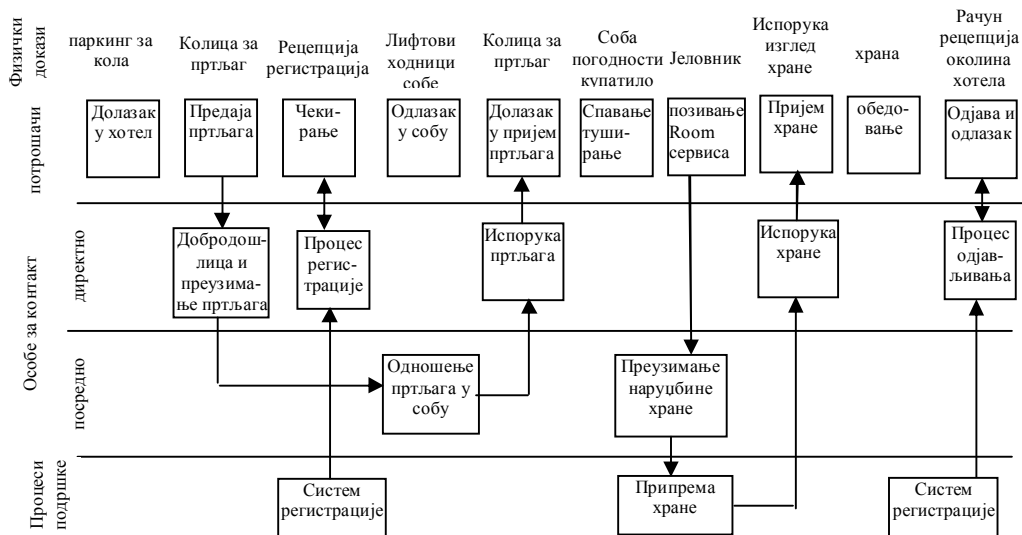 Физички
докази
паркинг за
кола
Колица за
пртљаг
Рецепција
регистрација
Лифтови
ходници
собе
Колица за
пртљаг
Соба
погодности
купатило
Јеловник
Испорука
изглед
хране
храна
Рачун
рецепција
околина
хотела
потрошачи
Долазак
у хотел
Предаја
пртљага
Чеки-
рање
Одлазак
у собу
Долазак
у пријем
пртљага
Спавање
туши-
рање
позивање
Room
сервиса
Пријем
хране
обедо-
вање
Одјава и
одлазак
Особе за контакт
директно
Добродош-
лица и
преузима-
ње пртљага
Процес
регис-
трације
Испорука
пртљага
Испорука
хране
Процес
одјав-
љивања
посредно
Одношење
пртљага у
собу
Преузимање
наруџбине
хране
Процеси
подршке
Систем
регистрације
Припрема
хране
Систем
регистрације